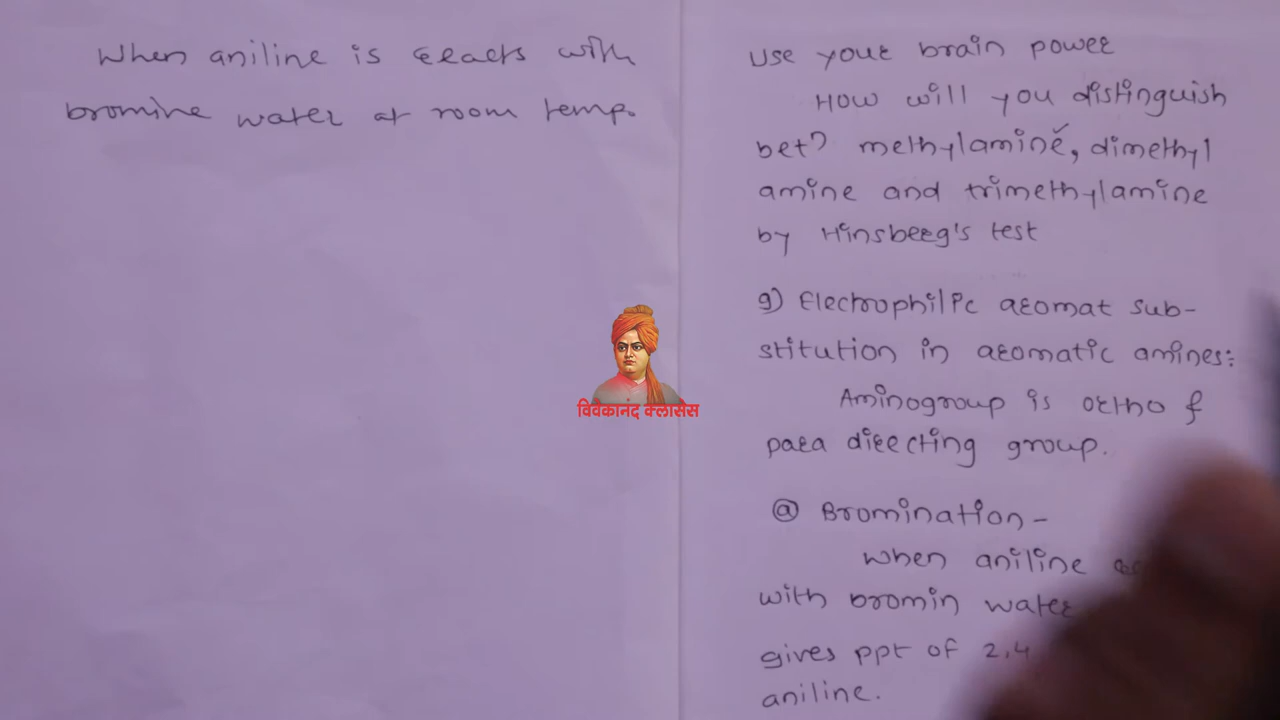 When aniline is reacts with
bromine water at room temp.
विवेकानंद क्लासेस
Use your brain power
How will you distinguish
betn methylamine, dimethyl
amine and trimethylamine
by Hinsberg's test
g) Electrophilic aromat sub-
stitution in aromatic amines:
Aminogroup is ortho &
para directing group.
ⓐ Bromination-
When aniline
with bromin water
gives ppt of 2,4
aniline.